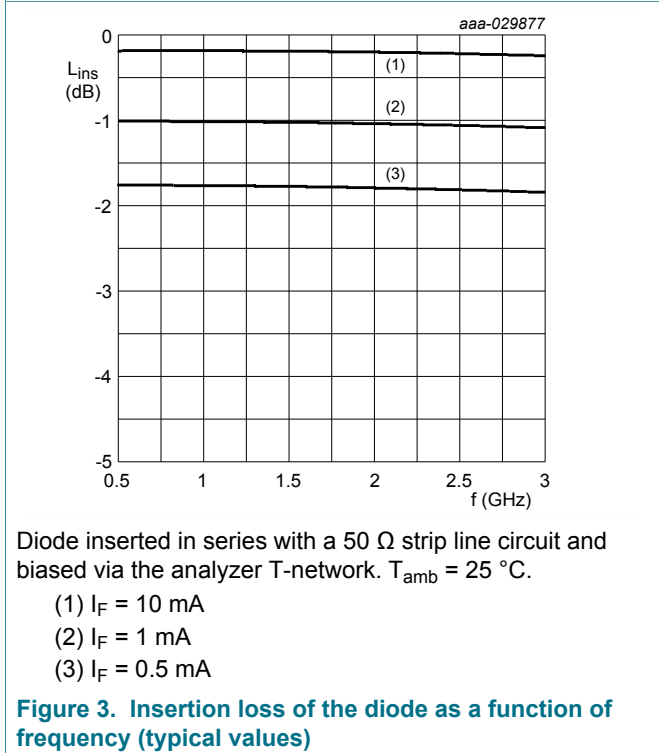 aaa-029877
0
Lins
(dB)
(1)
(2)
-1
(3)
-2
-3
-4
-5
0.5 1 1.5 2 2.5 3
f (GHz)
Diode inserted in series with a 50 Ω strip line circuit and
biased via the analyzer T-network. Tamb = 25 °C.
(1) IF = 10 mA
(2) IF = 1 mA
(3) IF = 0.5 mA
Figure 3. Insertion loss of the diode as a function of
frequency (typical values)